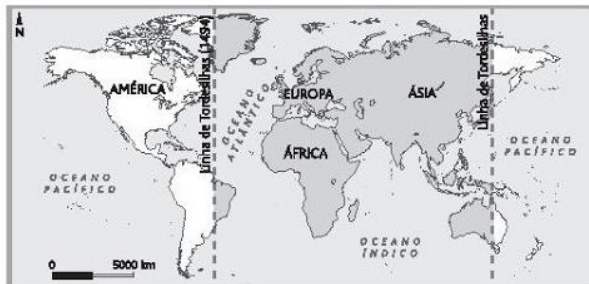 N
AMÉRICA
Linha de Tordesilhas (1494)
OCEANO
ATLÂNTICO
EUROPA
ÁSIA
Linha de Tordesilhas
ÁFRICA
OCEANO
PACÍFICO
OCEANO
PACÍFICO
OCEANO
ÍNDICO
0 5000 km